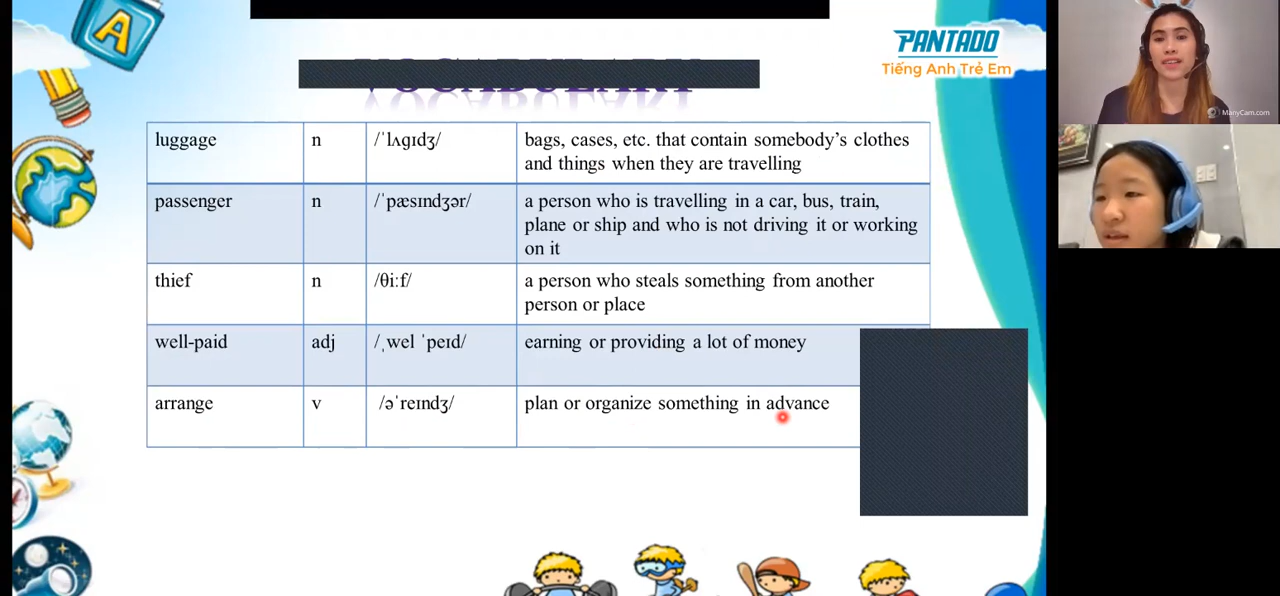 A
PANTADO
Tiếng Anh Trẻ Em
VOCABULARY
luggage n /ˈlʌɡɪdʒ/ bags, cases, etc. that contain somebody’s clothes
and things when they are travelling
passenger n /ˈpæsɪndʒər/ a person who is travelling in a car, bus, train,
plane or ship and who is not driving it or working
on it
thief n /θiːf/ a person who steals something from another
person or place
well-paid adj /ˌwel ˈpeɪd/ earning or providing a lot of money
arrange v /əˈreɪndʒ/ plan or organize something in advance
ManyCam.com